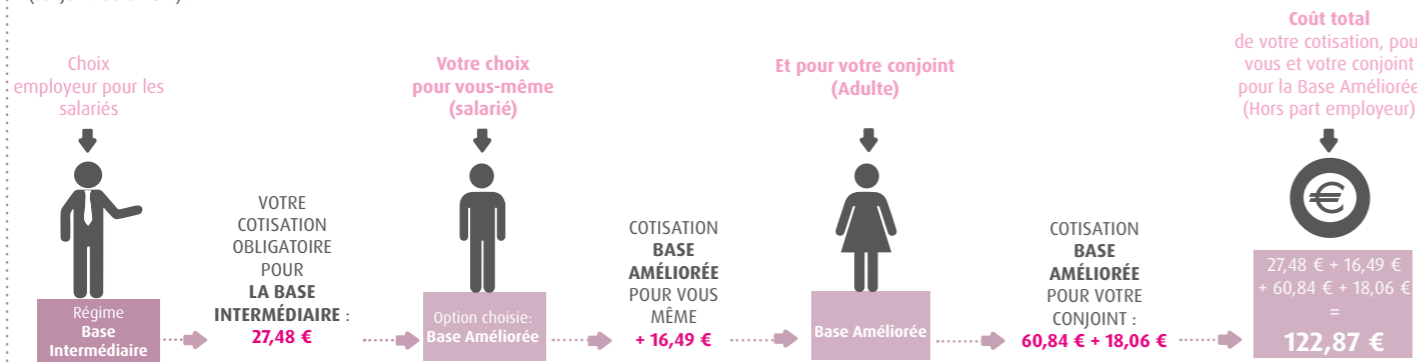 Choix
employeur pour les
salariés
Régime
Base
Intermédiaire
VOTRE
COTISATION
OBLIGATOIRE
POUR
LA BASE
INTERMÉDIAIRE :
27,48 €
Votre choix
pour vous-même
(salarié)
Option choisie:
Base Améliorée
COTISATION
BASE
AMÉLIORÉE
POUR VOUS
MÊME
+ 16,49 €
Et pour votre conjoint
(Adulte)
Base Améliorée
COTISATION
BASE
AMÉLIORÉE
POUR VOTRE
CONJOINT :
60,84 € + 18,06 €
Coût total
de votre cotisation, pour
vous et votre conjoint
pour la Base Améliorée
(Hors part employeur)
€
27,48 € + 16,49 €
+ 60,84 € + 18,06 €
=
122,87 €